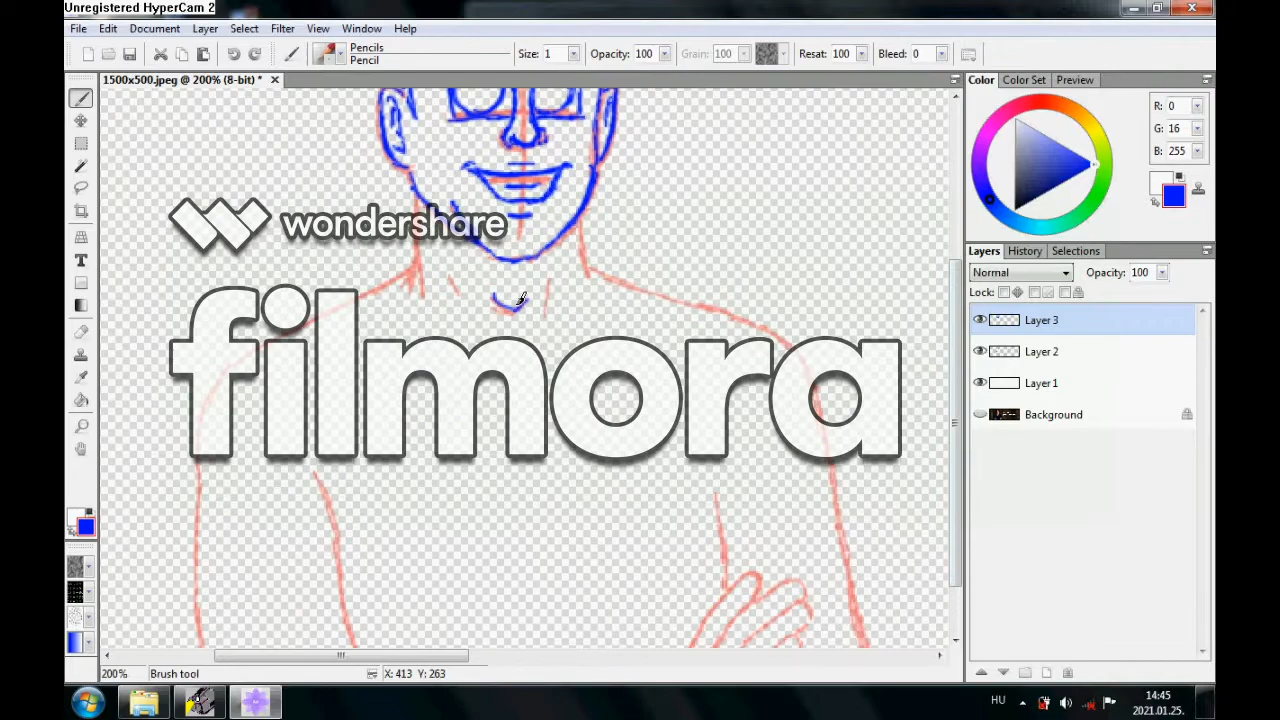 Unregistered HyperCam 2
File Edit Document Layer Select Filter View Window Help
Pencils
Pencil
Size: 1 Opacity: 100 Grain: 100 Resat: 100 Bleed: 0
1500x500.jpeg @ 200% (8-bit) *
Color Color Set Preview
R: 0
G: 16
B: 255
wondershare
filmora
Layers History Selections
Normal Opacity: 100
Lock:
Layer 3
Layer 2
Layer 1
Background
200% Brush tool X: 413 Y: 263
HU 14:45
2021.01.25.